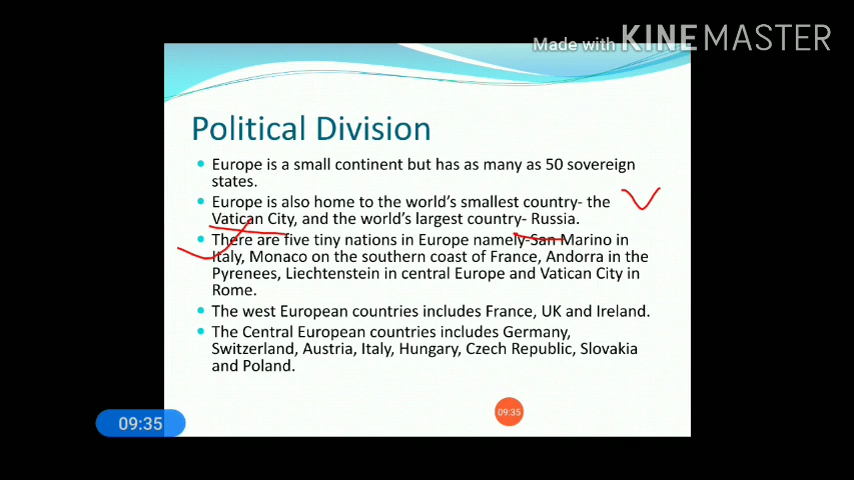 Made with KINEMASTER
Political Division
Europe is a small continent but has as many as 50 sovereign
states.
Europe is also home to the world's smallest country- the
Vatican City, and the world's largest country- Russia.
There are five tiny nations in Europe namely-San Marino in
Italy, Monaco on the southern coast of France, Andorra in the
Pyrenees, Liechtenstein in central Europe and Vatican City in
Rome.
The west European countries includes France, UK and Ireland.
The Central European countries includes Germany,
Switzerland, Austria, Italy, Hungary, Czech Republic, Slovakia
and Poland.
09:35
09:35